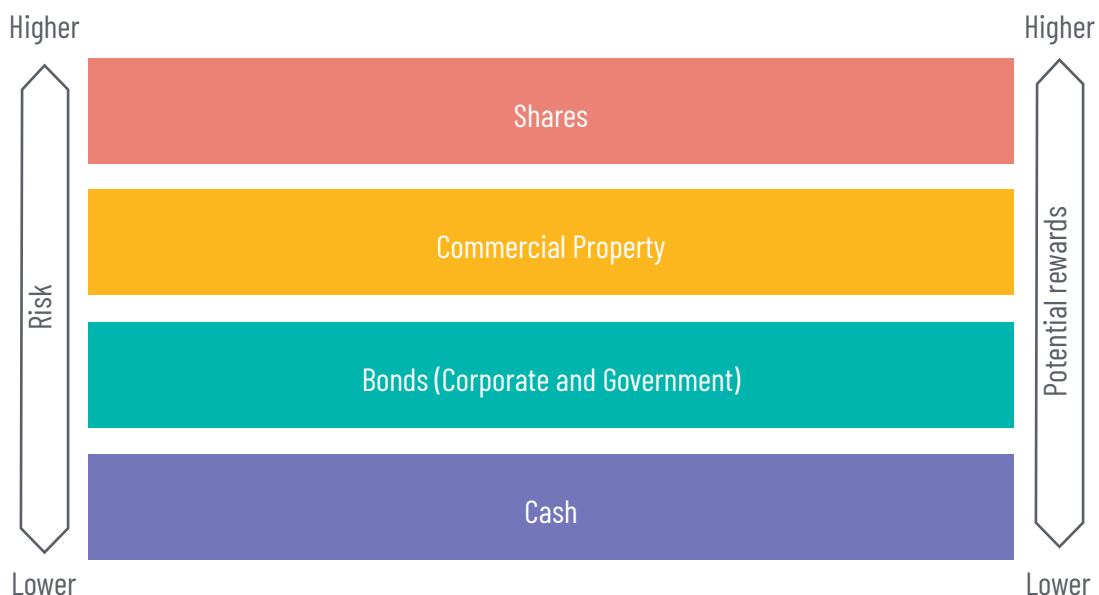 Higher
Higher
Shares
Commercial Property
Risk
Potential rewards
Bonds (Corporate and Government)
Cash
Lower
Lower